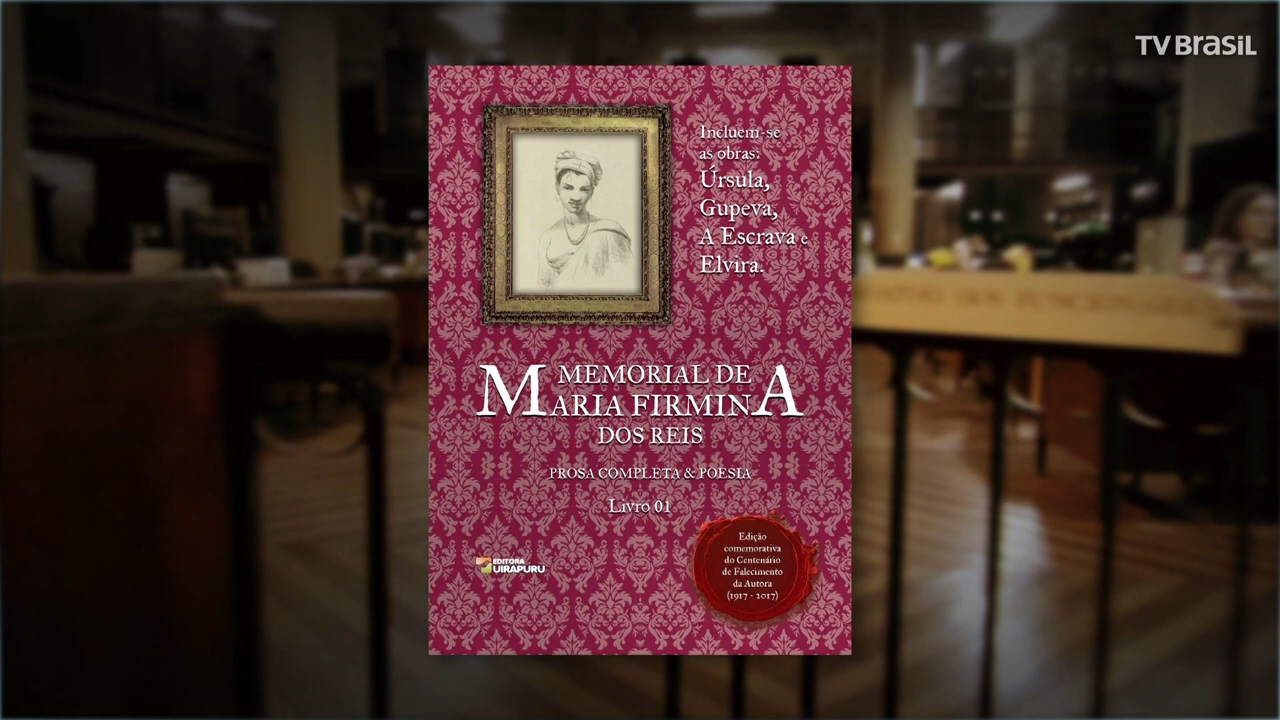 TV BRASIL
Incluem-se
as obras:
Úrsula,
Gupeva,
A Escrava e
Elvira.
MEMORIAL DE
MARIA FIRMINA
DOS REIS
PROSA COMPLETA & POESIA
Livro 01
EDITORA
UIRAPURU
Edição
comemorativa
do Centenário
de Falecimento
da Autora
(1917 - 2017)